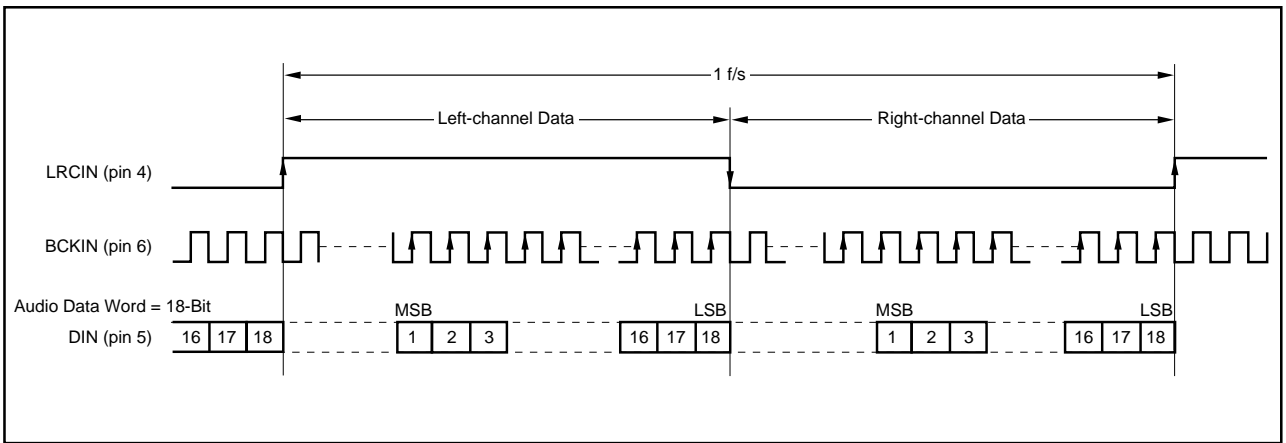 1 f/s
Left-channel Data
Right-channel Data
LRCIN (pin 4)
BCKIN (pin 6)
Audio Data Word = 18-Bit
MSB
LSB
MSB
LSB
DIN (pin 5)
16 17 18
1 2 3
16 17 18
1 2 3
16 17 18